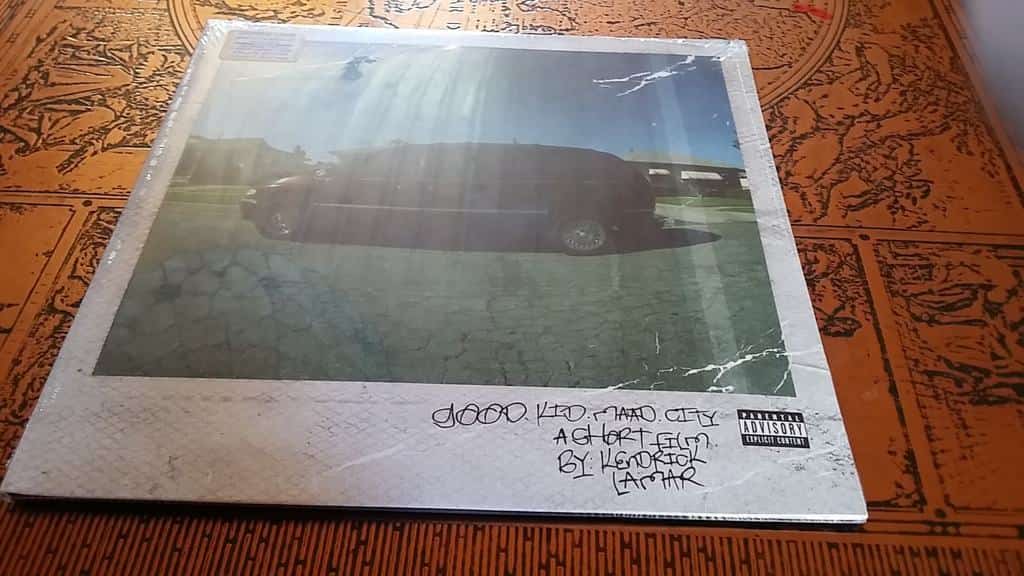 good. kid. mAAd. city
A SHORT FILM.
BY. KENDRICK
LAMAR
PARENTAL
ADVISORY
EXPLICIT CONTENT